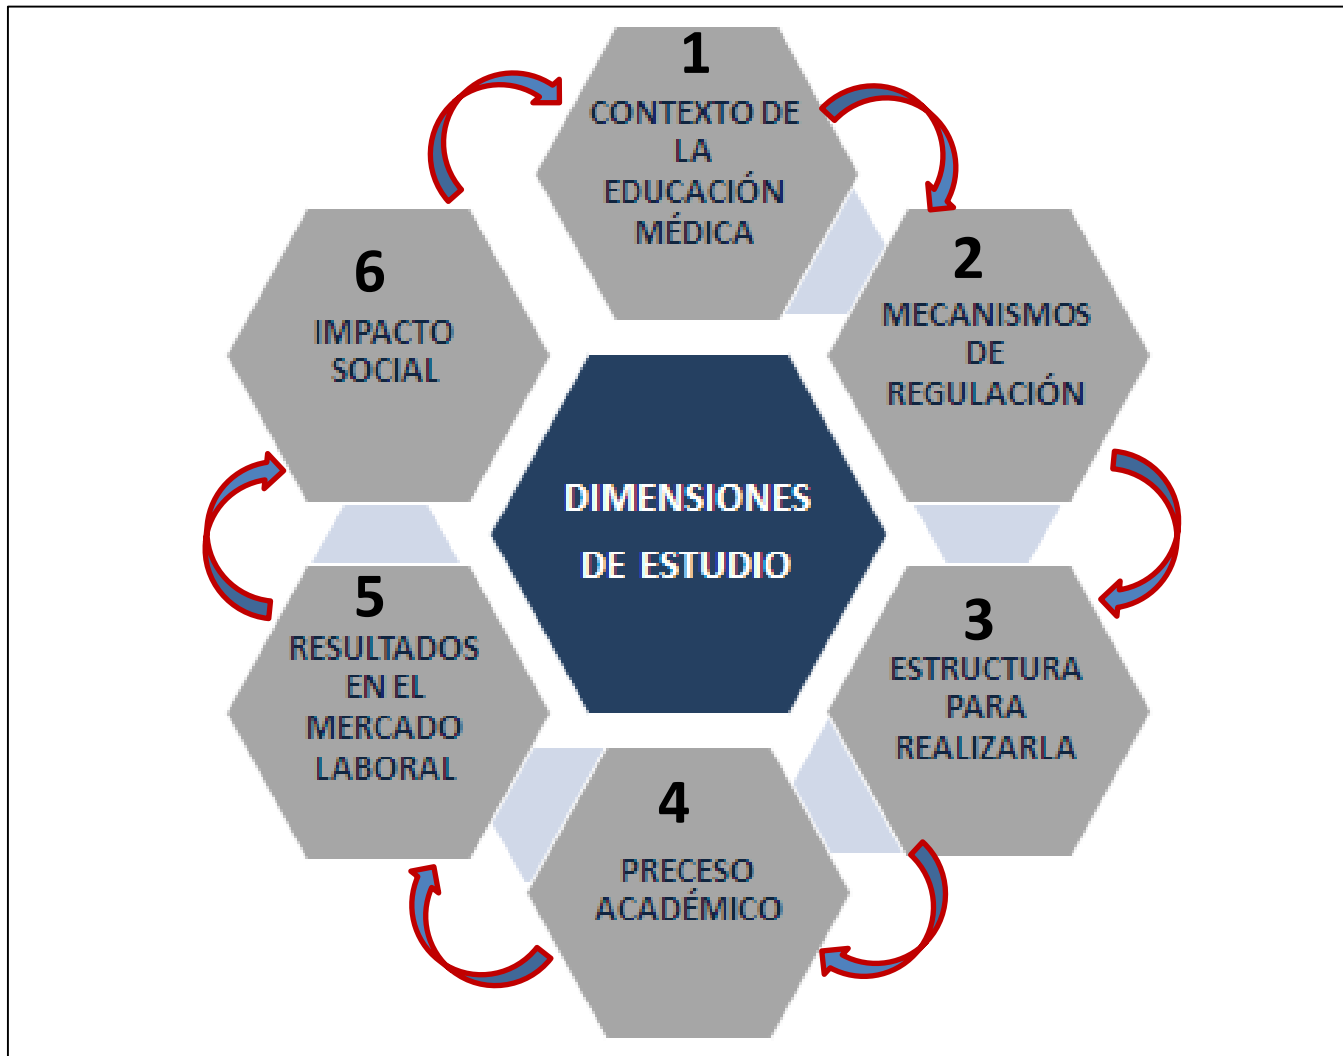 1
CONTEXTO DE
LA
EDUCACIÓN
MÉDICA
2
MECANISMOS
DE
REGULACIÓN
3
ESTRUCTURA
PARA
REALIZARLA
4
PRECESO
ACADÉMICO
5
RESULTADOS
EN EL
MERCADO
LABORAL
6
IMPACTO
SOCIAL
DIMENSIONES
DE ESTUDIO